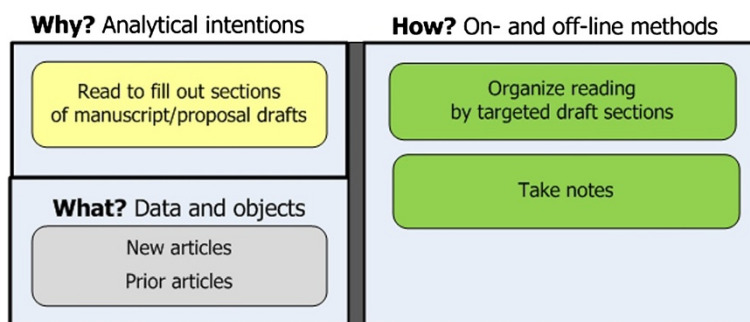 Why? Analytical intentions
Read to fill out sections
of manuscript/proposal drafts
What? Data and objects
New articles
Prior articles
How? On- and off-line methods
Organize reading
by targeted draft sections
Take notes